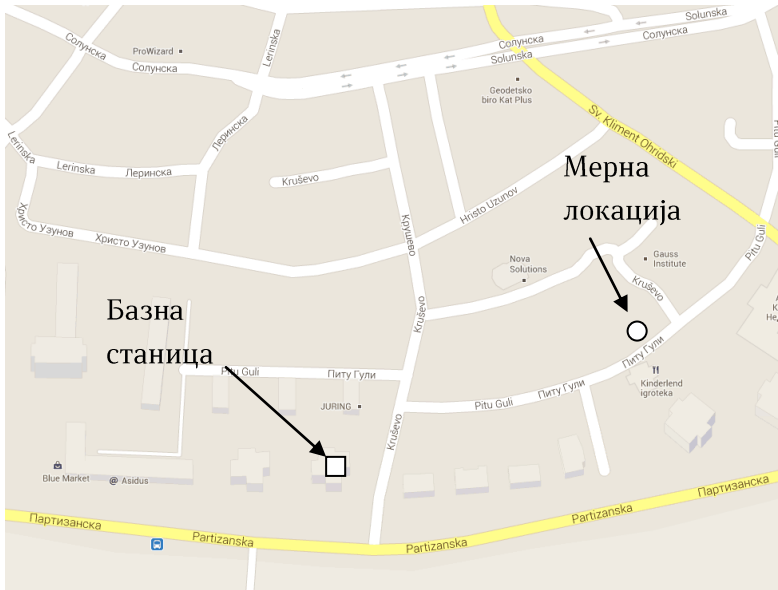 Solunska
Солунска
Солунска
Solunska
Солунска
Солунска
ProWizard
Lerinska
Geodetsko
biro Kat Plus
Sv. Kliment Ohridski
Pitu Guli
Леринска
Lerinska
Lerinska
Леринска
Kruševo
Мерна
локација
Hristo Uzunov
Христо Узунов
Христо Узунов
Крушево
Pitu Guli
Nova
Solutions
Gauss
Institute
Kruševo
Kruševo
Базна
станица
Питу Гули
Pitu Guli
Питу Гули
Kinderlend
igroteka
Питу Гули
Pitu Guli
JURING
Kruševo
Blue Market
@ Asidus
Партизанска
Partizanska
Partizanska
Partizanska
Партизанска